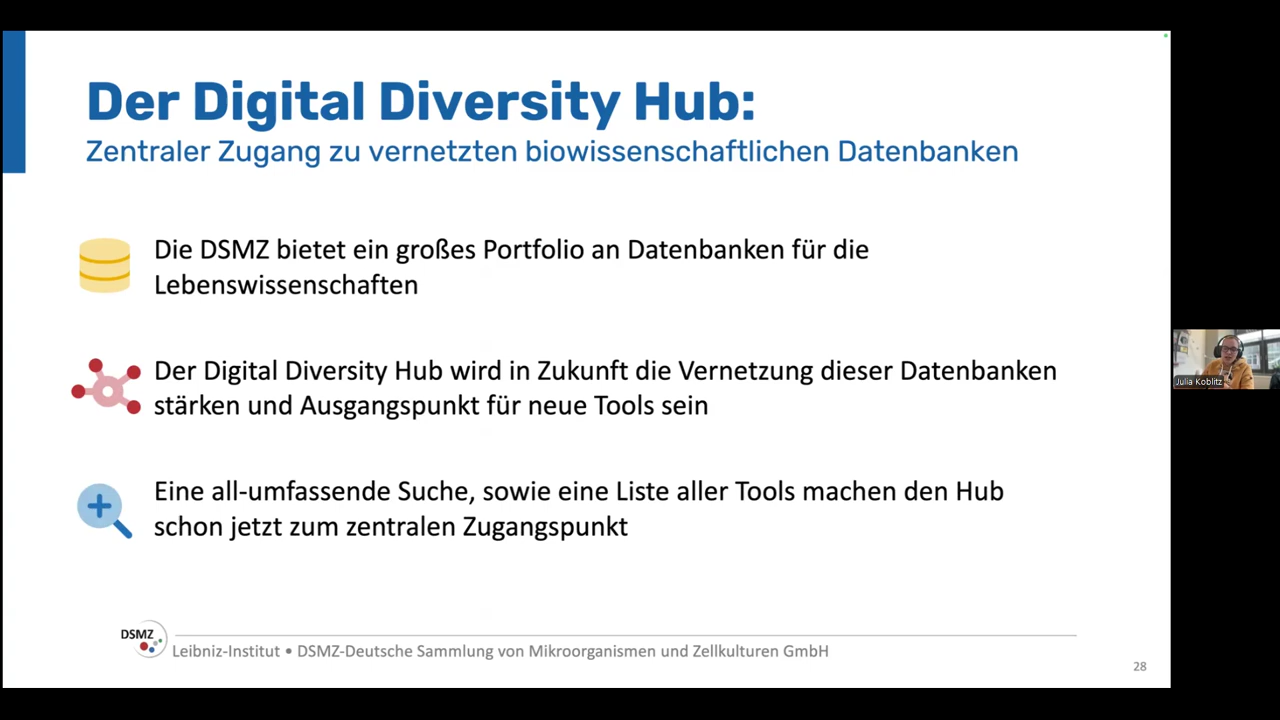 Der Digital Diversity Hub:
Zentraler Zugang zu vernetzten biowissenschaftlichen Datenbanken
Die DSMZ bietet ein großes Portfolio an Datenbanken für die
Lebenswissenschaften
Der Digital Diversity Hub wird in Zukunft die Vernetzung dieser Datenbanken
stärken und Ausgangspunkt für neue Tools sein
Julia Koblitz
Eine all-umfassende Suche, sowie eine Liste aller Tools machen den Hub
schon jetzt zum zentralen Zugangspunkt
DSMZ
Leibniz-Institut • DSMZ-Deutsche Sammlung von Mikroorganismen und Zellkulturen GmbH
28